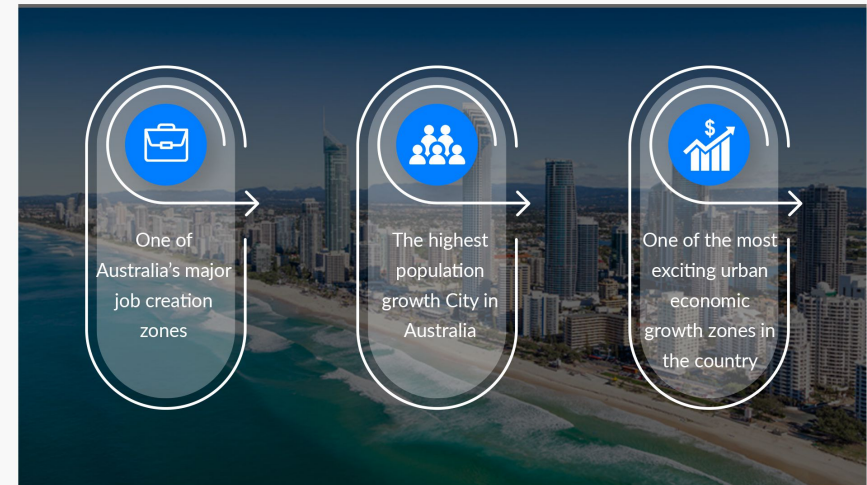 One of
Australia's major
job creation
zones
The highest
population
growth City in
Australia
$
One of the most
exciting urban
economic
growth zones in
the country